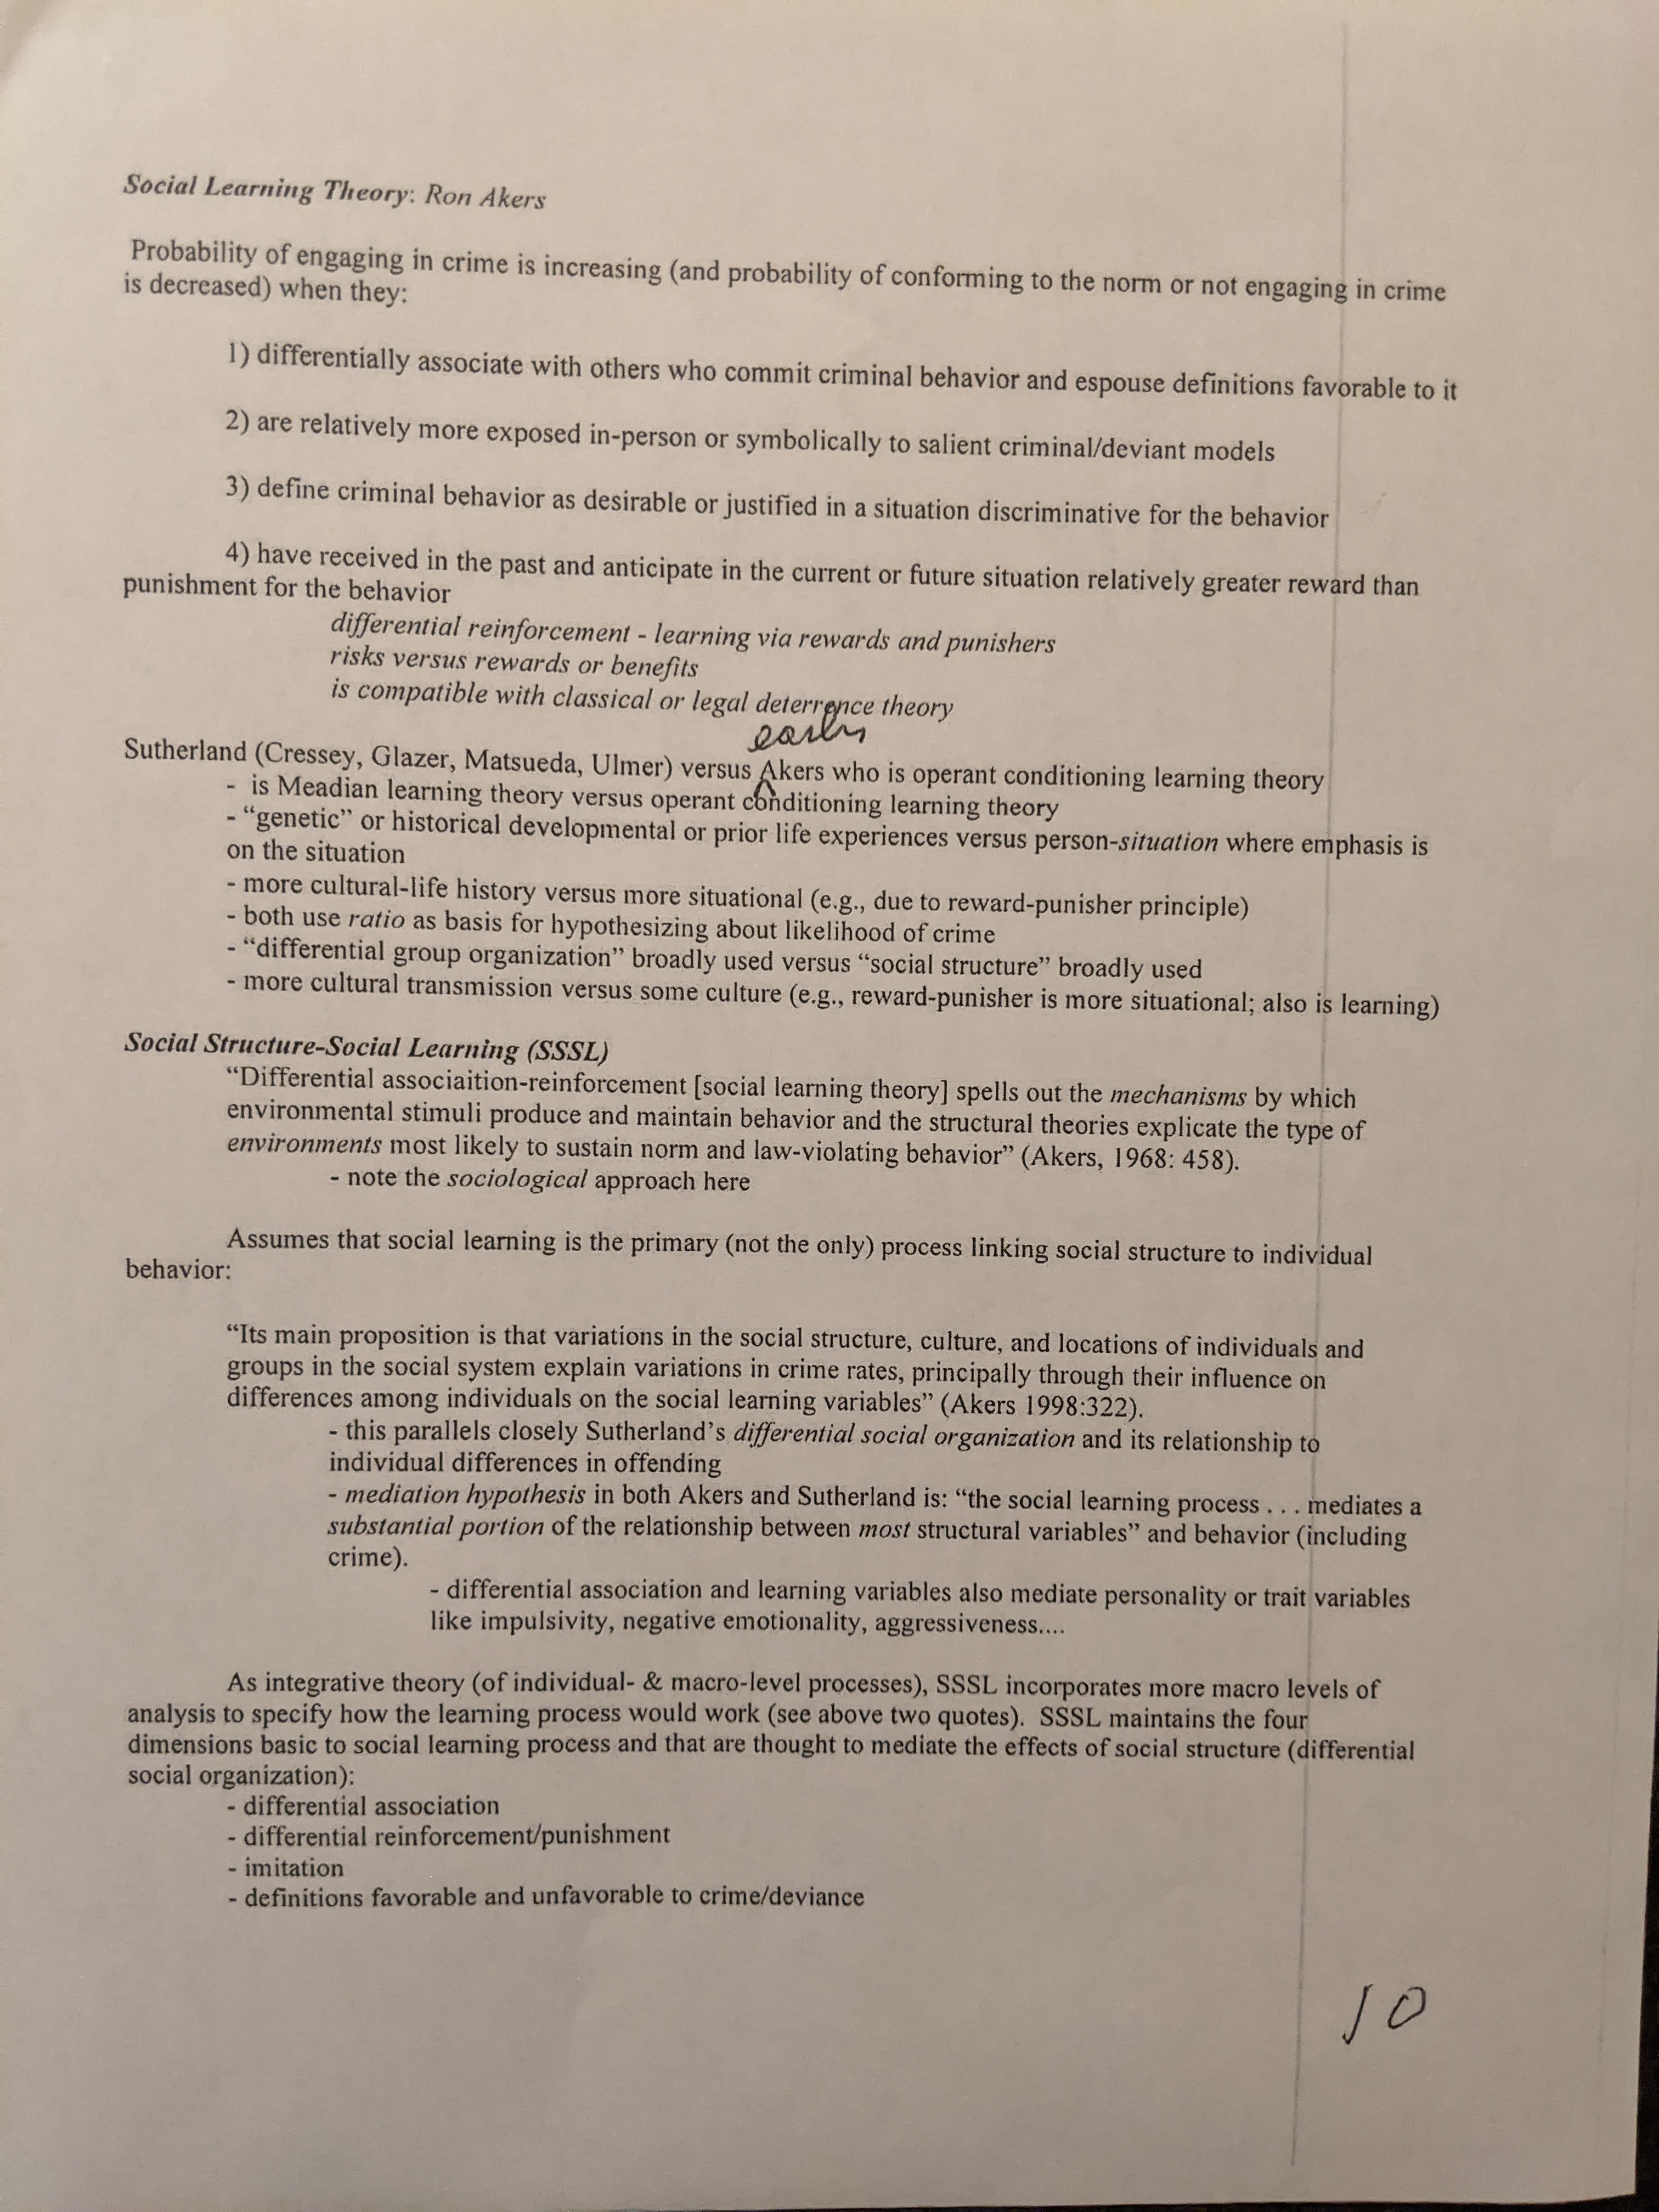 Social Learning Theory: Ron Akers
Probability of engaging in crime is increasing (and probability of conforming to the norm or not engaging in crime
is decreased) when they:
1) differentially associate with others who commit criminal behavior and espouse definitions favorable to it
2) are relatively more exposed in-person or symbolically to salient criminal/deviant models
3) define criminal behavior as desirable or justified in a situation discriminative for the behavior
4) have received in the past and anticipate in the current or future situation relatively greater reward than
punishment for the behavior
differential reinforcement - learning via rewards and punishers
risks versus rewards or benefits
is compatible with classical or legal deterrence theory
early
Sutherland (Cressey, Glazer, Matsueda, Ulmer) versus Akers who is operant conditioning learning theory
- is Meadian learning theory versus operant conditioning learning theory
- “genetic” or historical developmental or prior life experiences versus person-situation where emphasis is
on the situation
- more cultural-life history versus more situational (e.g., due to reward-punisher principle)
- both use ratio as basis for hypothesizing about likelihood of crime
- “differential group organization” broadly used versus “social structure” broadly used
- more cultural transmission versus some culture (e.g., reward-punisher is more situational; also is learning)
Social Structure-Social Learning (SSSL)
“Differential associaition-reinforcement [social learning theory] spells out the mechanisms by which
environmental stimuli produce and maintain behavior and the structural theories explicate the type of
environments most likely to sustain norm and law-violating behavior” (Akers, 1968: 458).
- note the sociological approach here
Assumes that social learning is the primary (not the only) process linking social structure to individual
behavior:
“Its main proposition is that variations in the social structure, culture, and locations of individuals and
groups in the social system explain variations in crime rates, principally through their influence on
differences among individuals on the social learning variables” (Akers 1998:322).
- this parallels closely Sutherland’s differential social organization and its relationship to
individual differences in offending
- mediation hypothesis in both Akers and Sutherland is: “the social learning process . . . mediates a
substantial portion of the relationship between most structural variables” and behavior (including
crime).
- differential association and learning variables also mediate personality or trait variables
like impulsivity, negative emotionality, aggressiveness....
As integrative theory (of individual- & macro-level processes), SSSL incorporates more macro levels of
analysis to specify how the learning process would work (see above two quotes). SSSL maintains the four
dimensions basic to social learning process and that are thought to mediate the effects of social structure (differential
social organization):
- differential association
- differential reinforcement/punishment
- imitation
- definitions favorable and unfavorable to crime/deviance
10